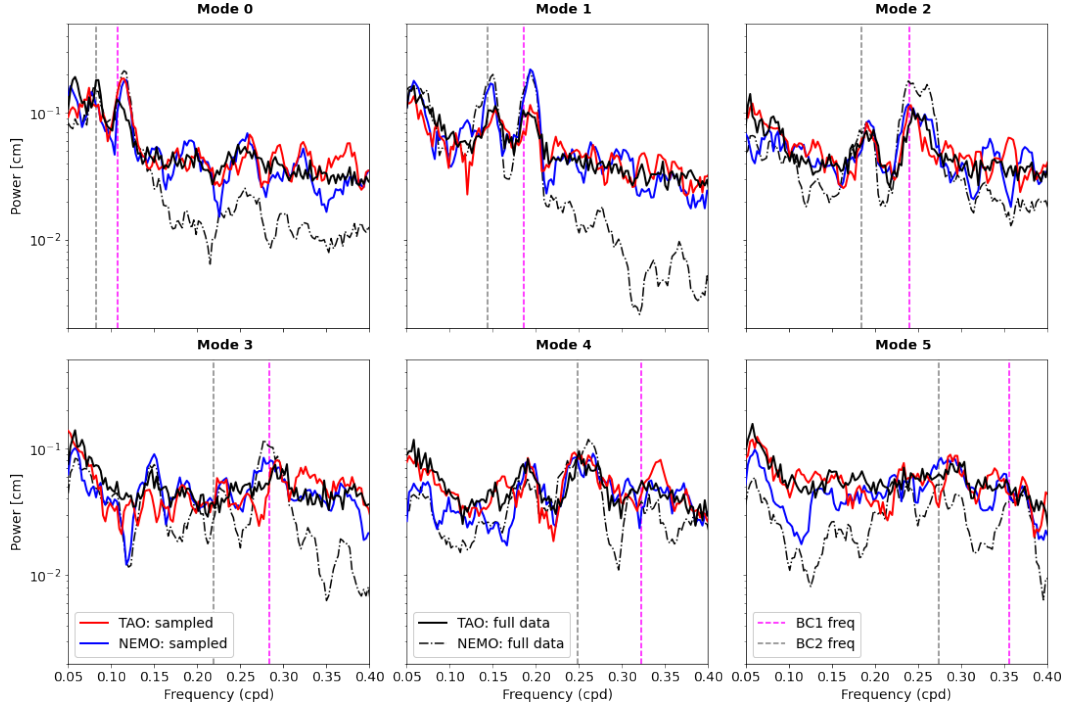 Mode 0
Mode 1
Mode 2
Power [cm]
10⁻¹
10⁻²
Mode 3
Mode 4
Mode 5
Power [cm]
10⁻¹
10⁻²
TAO: sampled
NEMO: sampled
TAO: full data
NEMO: full data
BC1 freq
BC2 freq
0.05 0.10 0.15 0.20 0.25 0.30 0.35 0.40
0.05 0.10 0.15 0.20 0.25 0.30 0.35 0.40
0.05 0.10 0.15 0.20 0.25 0.30 0.35 0.40
Frequency (cpd)
Frequency (cpd)
Frequency (cpd)